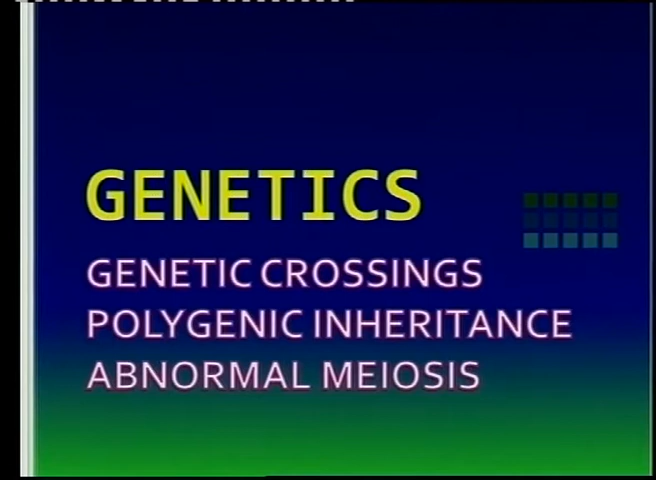 GENETICS
GENETIC CROSSINGS
POLYGENIC INHERITANCE
ABNORMAL MEIOSIS